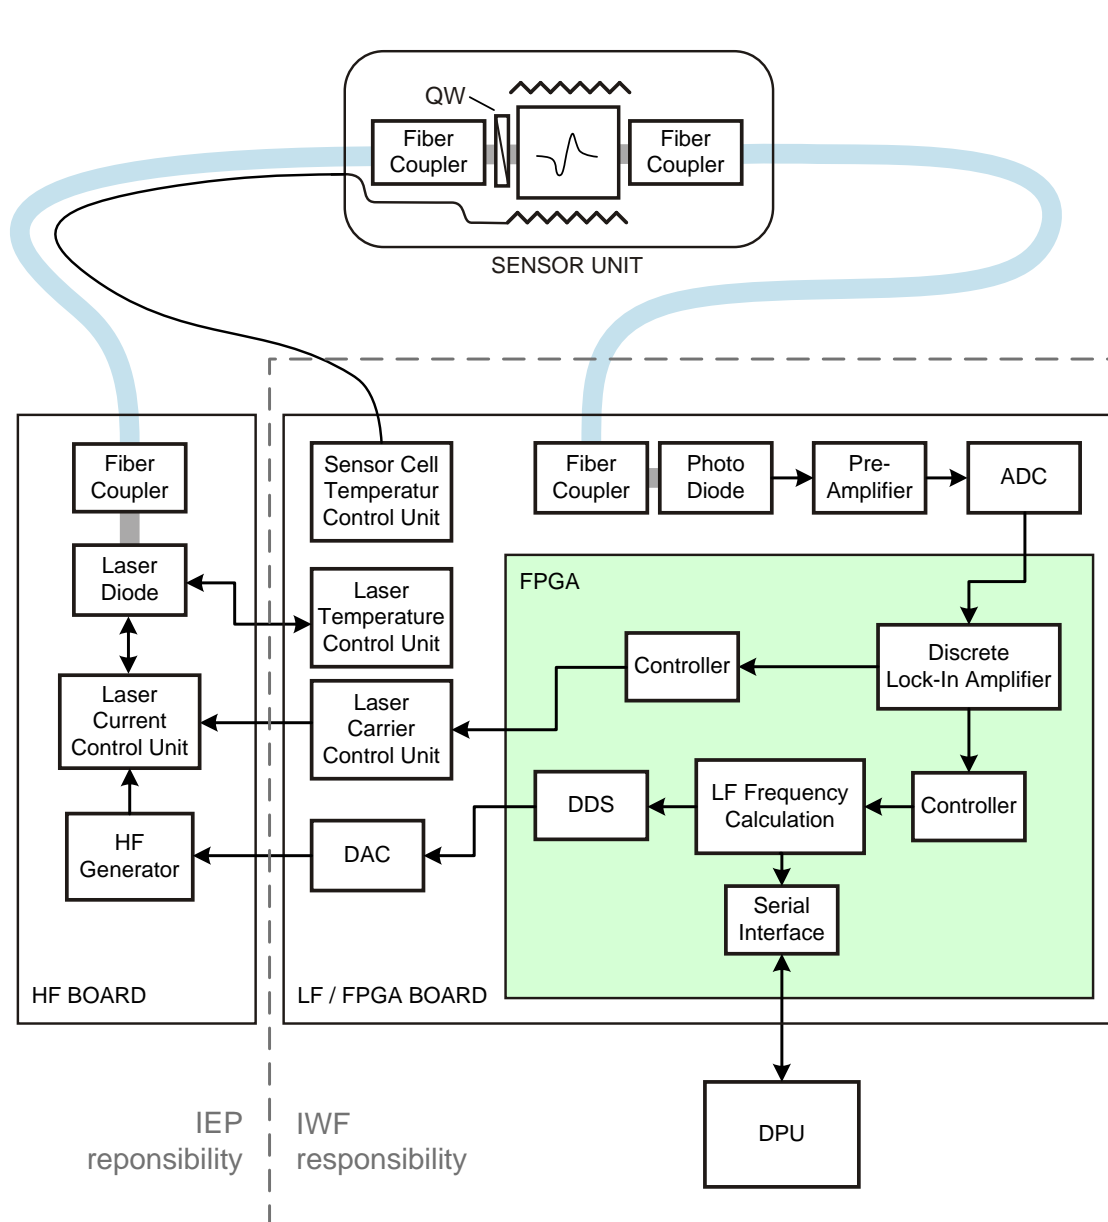 QW
Fiber
Coupler
Fiber
Coupler
SENSOR UNIT
Fiber
Coupler
Sensor Cell
Temperatur
Control Unit
Fiber
Coupler
Photo
Diode
Pre-
Amplifier
ADC
Laser
Diode
Laser
Temperature
Control Unit
FPGA
Controller
Discrete
Lock-In Amplifier
Laser
Current
Control Unit
Laser
Carrier
Control Unit
DDS
LF Frequency
Calculation
Controller
HF
Generator
DAC
Serial
Interface
HF BOARD
LF / FPGA BOARD
IEP
reponsibility
IWF
responsibility
DPU